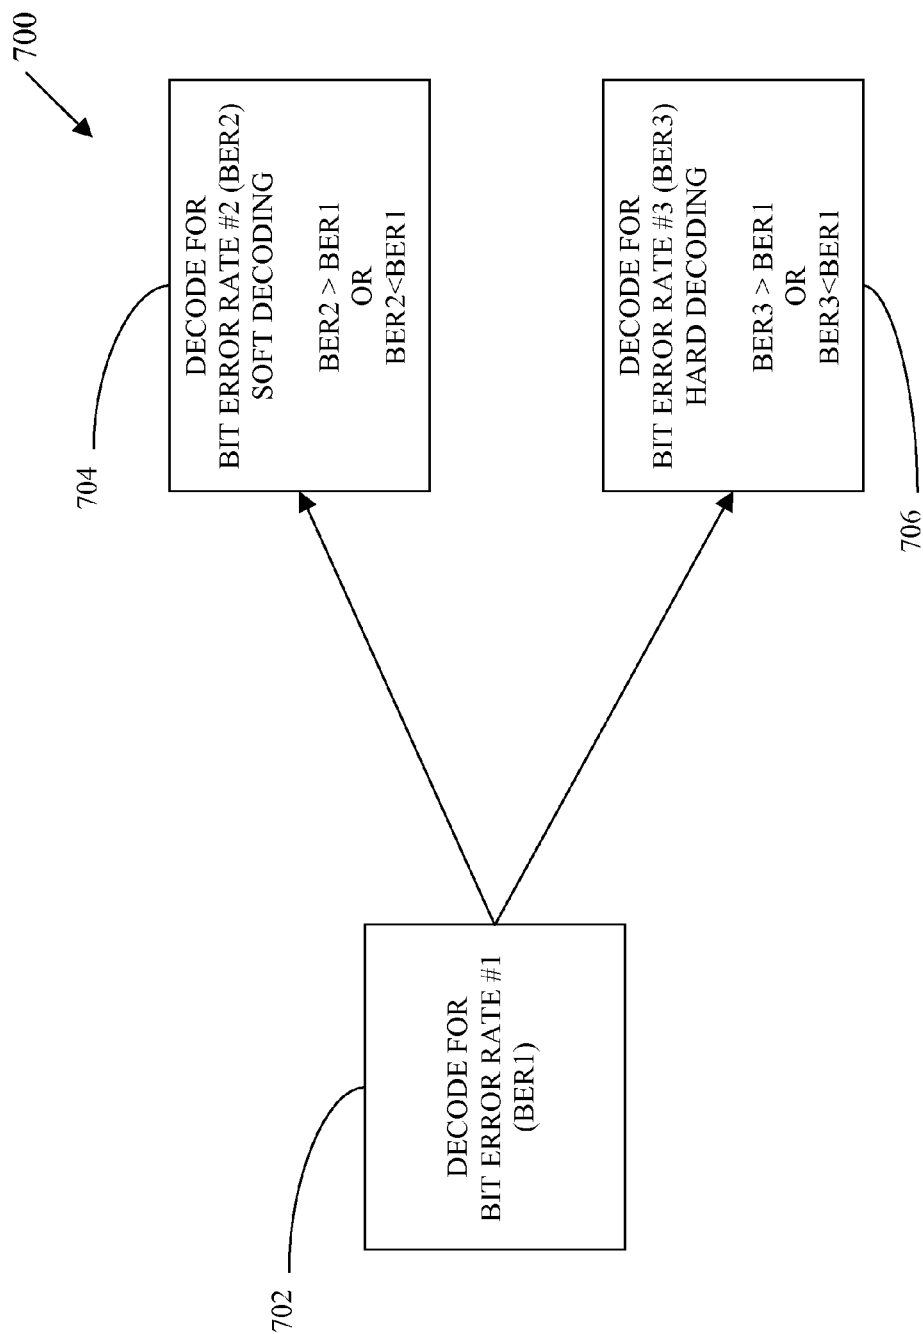 700
702
DECODE FOR
BIT ERROR RATE #1
(BER1)
704
DECODE FOR
BIT ERROR RATE #2 (BER2)
SOFT DECODING
BER2 > BER1
OR
BER2<BER1
DECODE FOR
BIT ERROR RATE #3 (BER3)
HARD DECODING
BER3 > BER1
OR
BER3<BER1
706